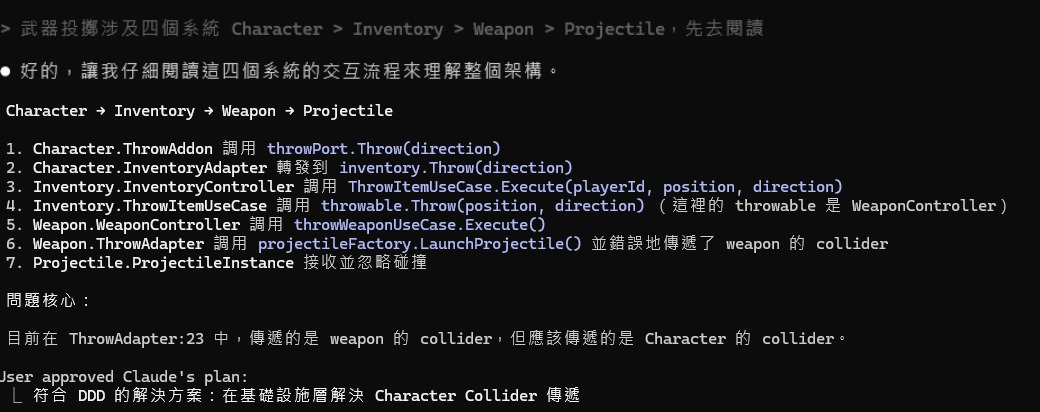 > 武器投擲涉及四個系統 Character > Inventory > Weapon > Projectile，先去閱讀
● 好的，讓我仔細閱讀這四個系統的交互流程來理解整個架構。
Character → Inventory → Weapon → Projectile
1. Character.ThrowAddon 調用 throwPort.Throw(direction)
2. Character.InventoryAdapter 轉發到 inventory.Throw(direction)
3. Inventory.InventoryController 調用 ThrowItemUseCase.Execute(playerId, position, direction)
4. Inventory.ThrowItemUseCase 調用 throwable.Throw(position, direction) (這裡的 throwable 是 WeaponController)
5. Weapon.WeaponController 調用 throwWeaponUseCase.Execute()
6. Weapon.ThrowAdapter 調用 projectileFactory.LaunchProjectile() 並錯誤地傳遞了 weapon 的 collider
7. Projectile.ProjectileInstance 接收並忽略碰撞
問題核心：
目前在 ThrowAdapter:23 中，傳遞的是 weapon 的 collider，但應該傳遞的是 Character 的 collider。
User approved Claude's plan:
⎿ 符合 DDD 的解決方案：在基礎設施層解決 Character Collider 傳遞